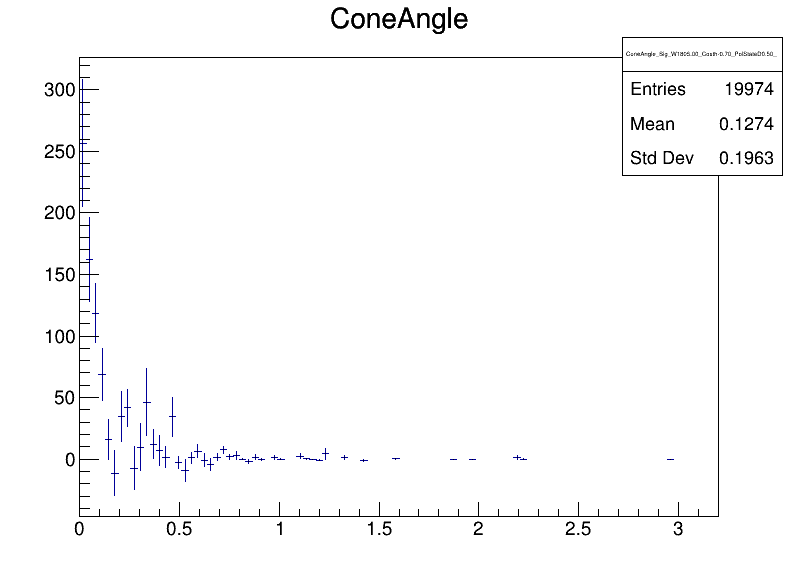 ConeAngle
ConeAngle_Sig_W1805.00_Costh-0.70_PolStateD0.50_
Entries 19974
Mean 0.1274
Std Dev 0.1963
300
250
200
150
100
50
0
0 0.5 1 1.5 2 2.5 3